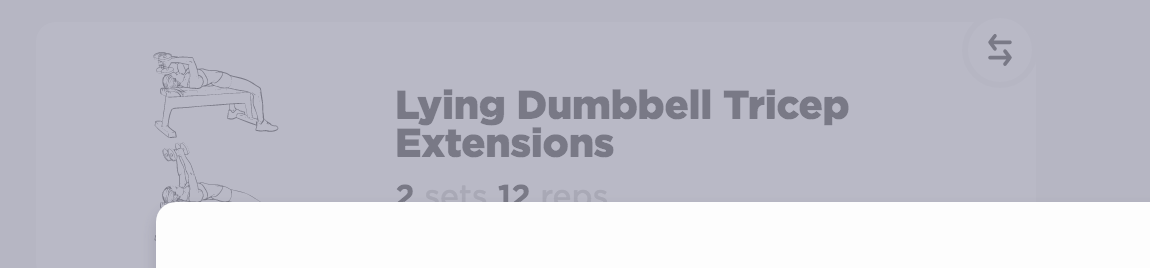 Lying Dumbbell Tricep
Extensions
2 sets 12 reps